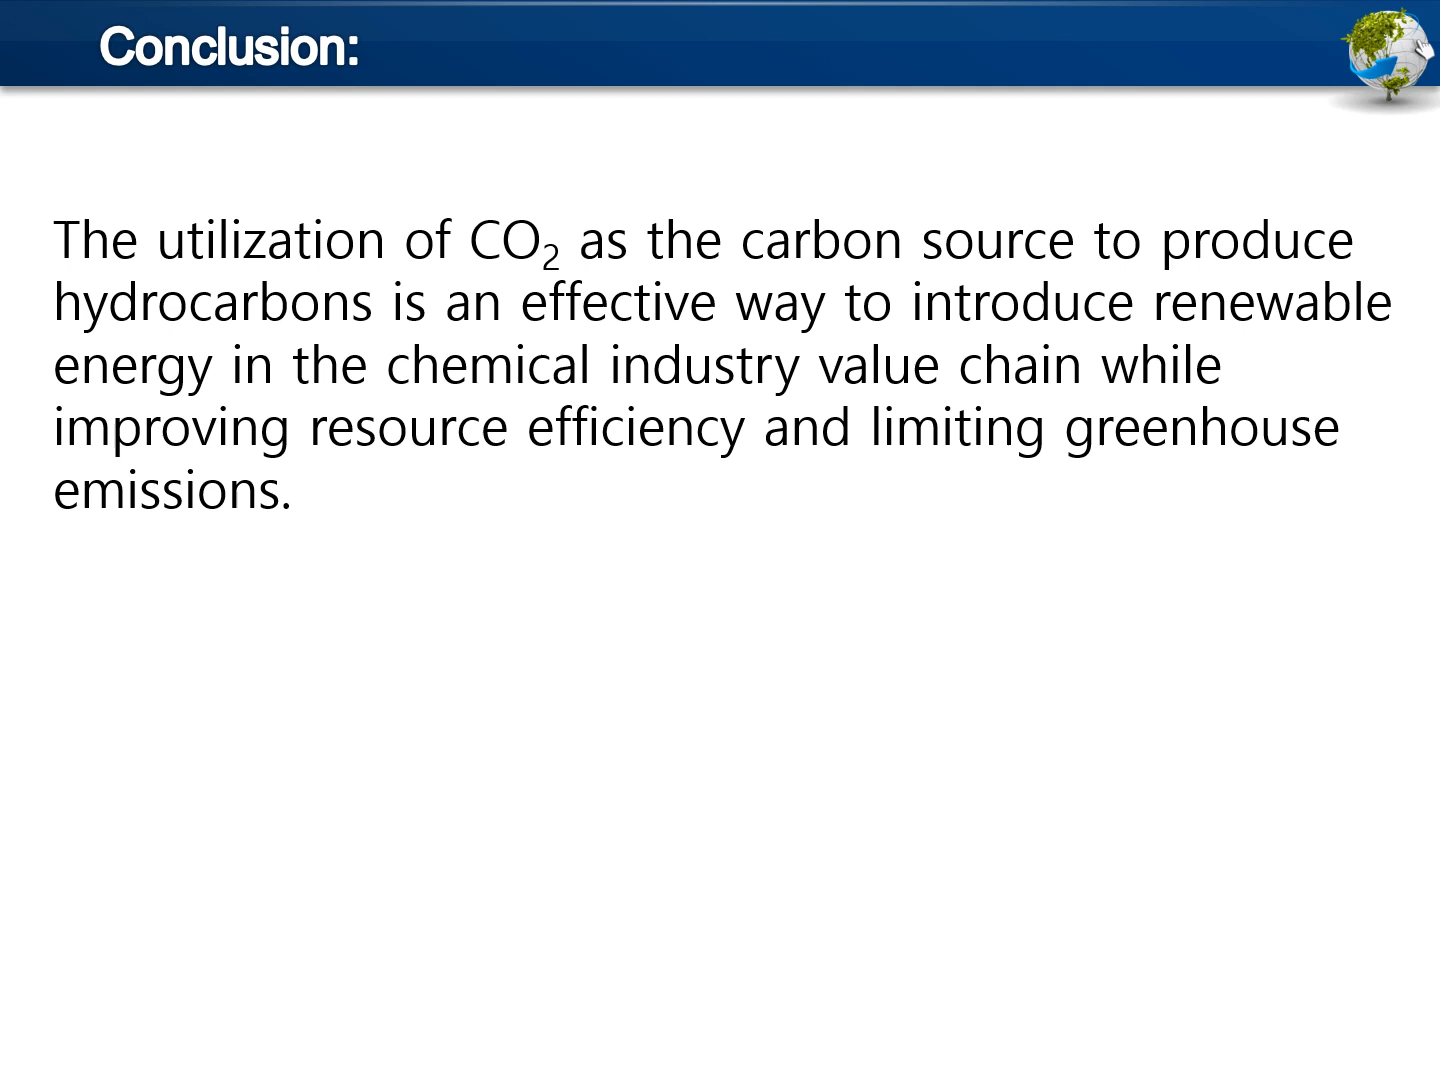 Conclusion:
The utilization of CO₂ as the carbon source to produce
hydrocarbons is an effective way to introduce renewable
energy in the chemical industry value chain while
improving resource efficiency and limiting greenhouse
emissions.